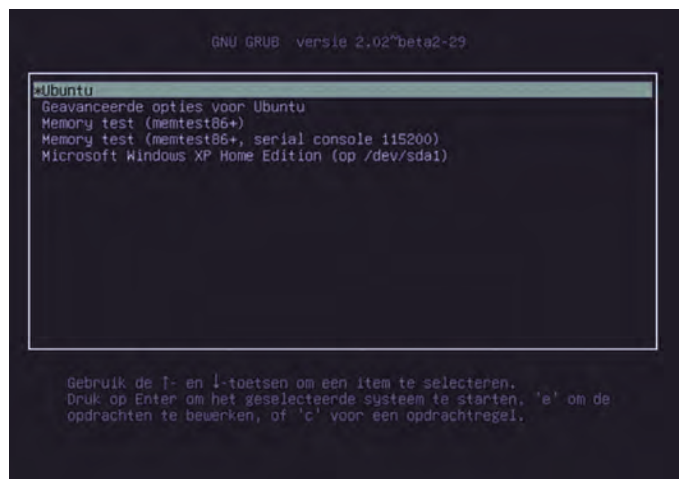 GNU GRUB versie 2.02~beta2-29
*Ubuntu
Geavanceerde opties voor Ubuntu
Memory test (memtest86+)
Memory test (memtest86+, serial console 115200)
Microsoft Windows XP Home Edition (op /dev/sda1)
Gebruik de ↑- en ↓-toetsen om een item te selecteren.
Druk op Enter om het geselecteerde systeem te starten, 'e' om de
opdrachten te bewerken, of 'c' voor een opdrachtregel.